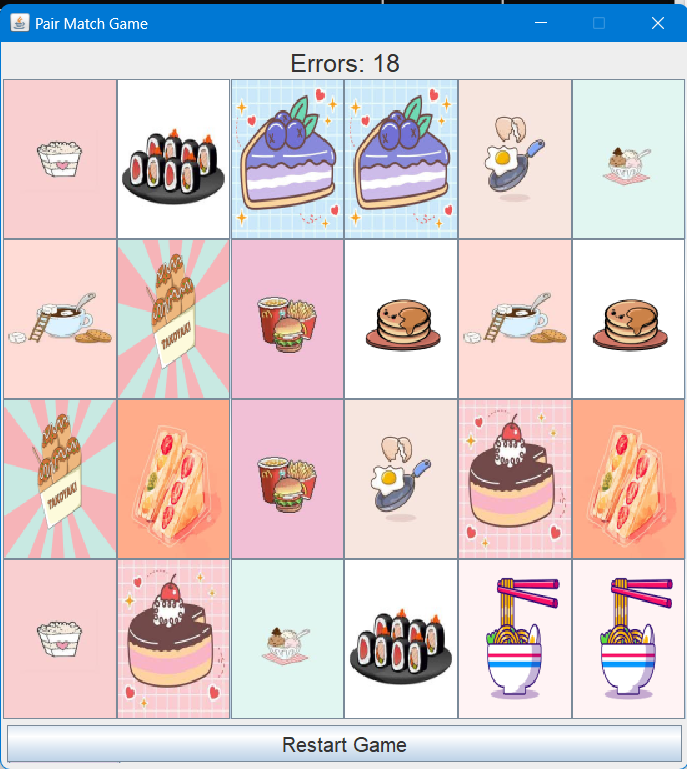 Pair Match Game
Errors: 18
TAKOYAKI
TAKOYAKI
Restart Game